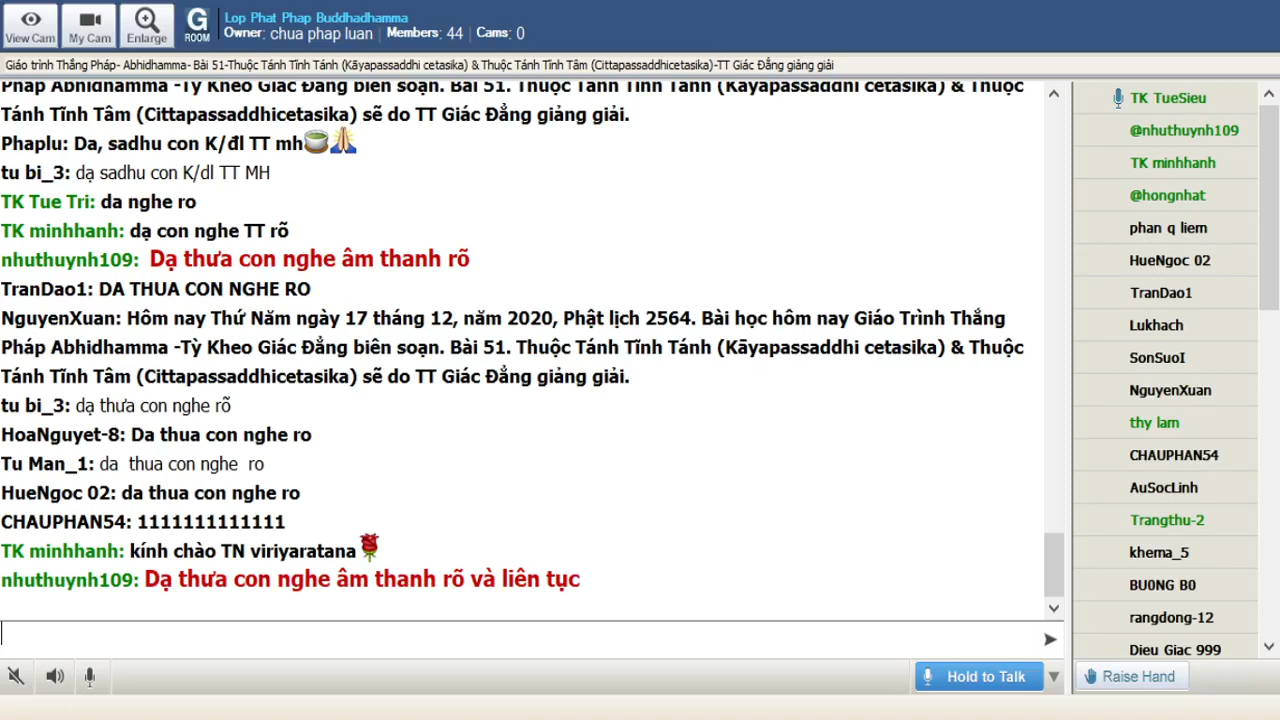 View Cam
My Cam
Enlarge
G
ROOM
Lop Phat Phap Buddhadhamma
Owner: chua pháp luan | Members: 44 | Cams: 0
Giáo trình Thắng Pháp- Abhidhamma- Bài 51-Thuộc Tánh Tĩnh Tánh (Kāyapassaddhi cetasika) & Thuộc Tánh Tĩnh Tâm (Cittapassaddhicetasika)-TT Giác Đẳng giảng giải
Pháp Abhidhamma -Tỳ Kheo Giác Đẳng biên soạn. Bài 51. Thuộc Tánh Tĩnh Tánh (Kāyapassaddhi cetasika) & Thuộc
Tánh Tĩnh Tâm (Cittapassaddhicetasika) sẽ do TT Giác Đẳng giảng giải.
Phaplu: Dạ, sadhu con K/đl TT mh
tu bi_3: dạ sadhu con K/dl TT MH
TK Tue Tri: da nghe ro
TK minhhanh: dạ con nghe TT rõ
nhuthuynh109: Dạ thưa con nghe âm thanh rõ
TranDao1: DA THUA CON NGHE RO
NguyenXuan: Hôm nay Thứ Năm ngày 17 tháng 12, năm 2020, Phật lịch 2564. Bài học hôm nay Giáo Trình Thắng
Pháp Abhidhamma -Tỳ Kheo Giác Đẳng biên soạn. Bài 51. Thuộc Tánh Tĩnh Tánh (Kāyapassaddhi cetasika) & Thuộc
Tánh Tĩnh Tâm (Cittapassaddhicetasika) sẽ do TT Giác Đẳng giảng giải.
tu bi_3: dạ thưa con nghe rõ
HoaNguyet-8: Da thua con nghe ro
Tu Man_1: da thua con nghe ro
HueNgoc 02: da thua con nghe ro
CHAUPHAN54: 1111111111111
TK minhhanh: kính chào TN viriyaratana
nhuthuynh109: Dạ thưa con nghe âm thanh rõ và liên tục
Hold to Talk
TK TueSieu
@nhuthuynh109
TK minhhanh
@hongnhat
phan q liem
HueNgoc 02
TranDao1
Lukhach
SonSuoI
NguyenXuan
thy lam
CHAUPHAN54
AuSocLinh
Trangthu-2
khema_5
BU0NG B0
rangdong-12
Dieu Giac 999
Raise Hand